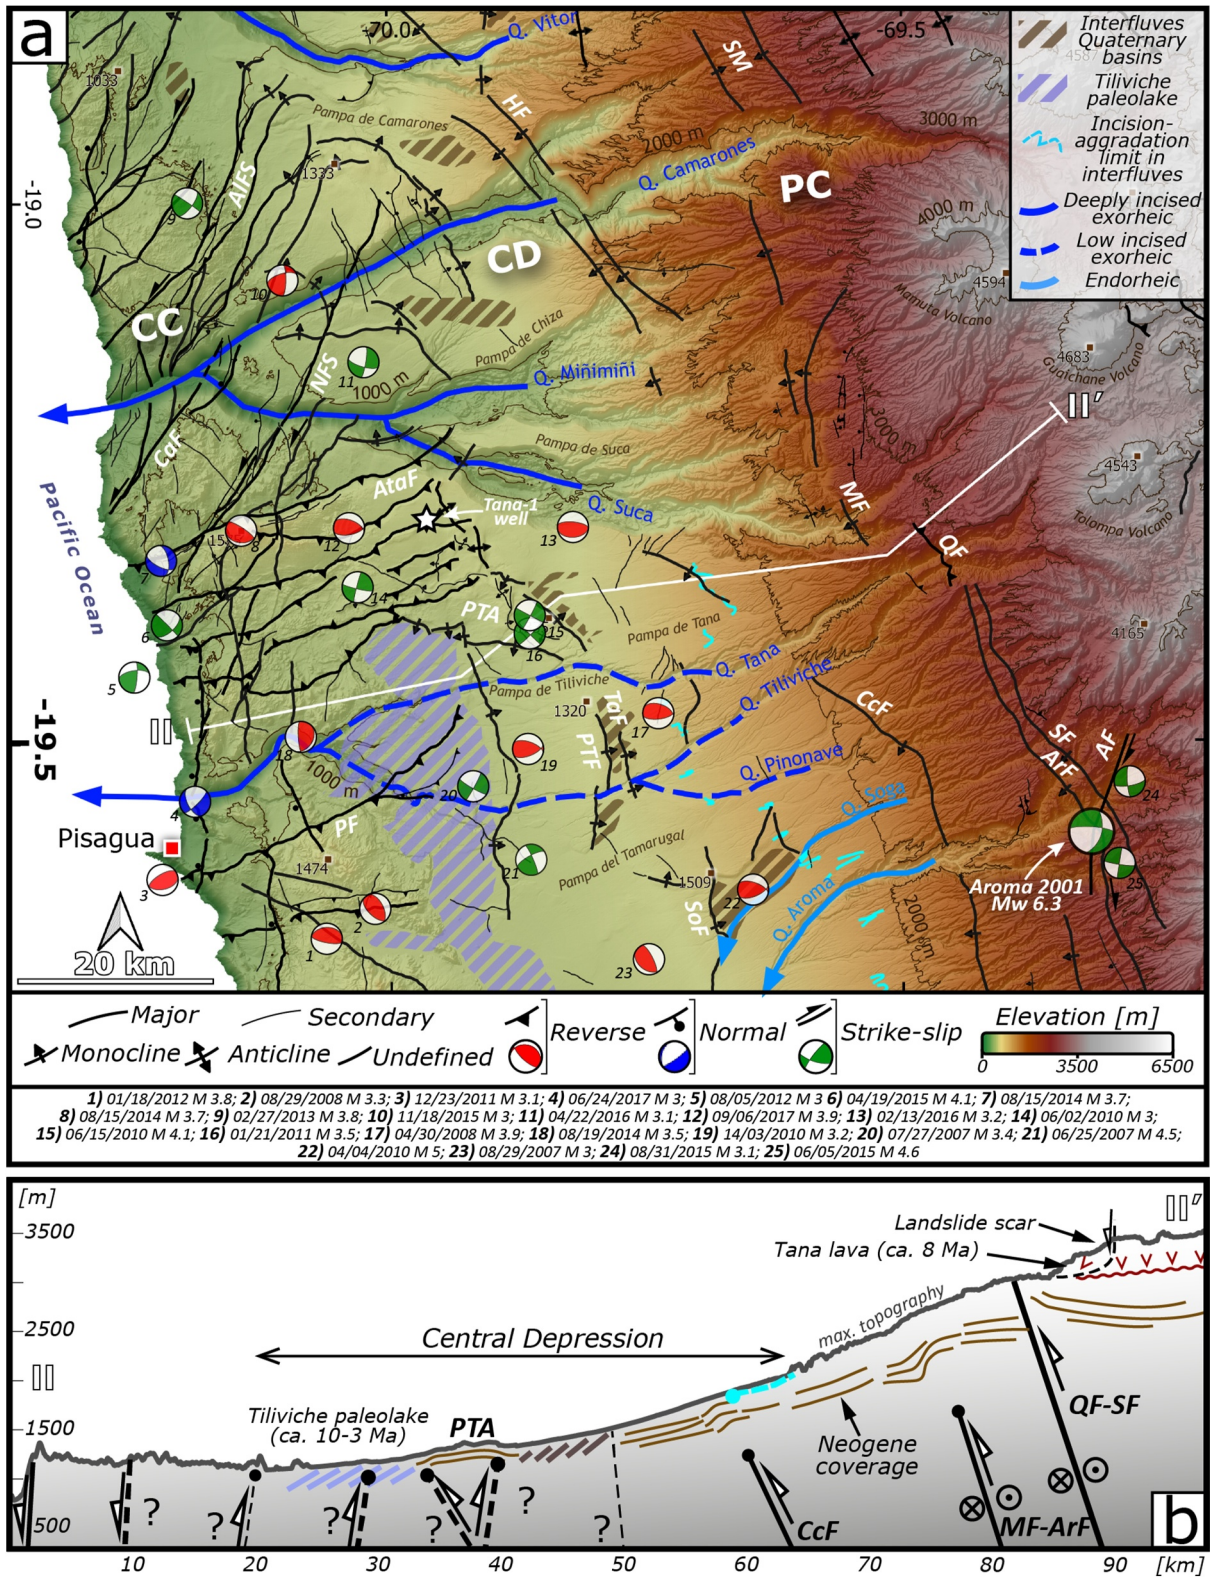 a
-70.0
-69.5
Q. Vitor
Interfluves
Quaternary
basins
Tiliviche
paleolake
Incision-
aggradation
limit in
interfluves
Deeply incised
exorheic
Low incised
exorheic
Endorheic
1033
SM
HF
Pampa de Camarones
2000 m
3000 m
1333
Q. Camarones
PC
-19.0
AIFS
9
4000 m
CD
10
4594
Mamuta Volcano
CC
Pampa de Chiza
NFS
11
1000 m
Q. Miñimiñi
4683
Guaichane Volcano
II'
3000 m
CaF
Pampa de Suca
4543
AtaF
Q. Suca
MF
Tana-1
well
Tolompa Volcano
Pacific Ocean
15
8
12
13
QF
7
14
PTA
1215
16
Pampa de Tana
4165
6
5
Q. Tana
Pampa de Tiliviche
Q. Tiliviche
1320
TaF
CcF
17
II
-19.5
18
PTF
SF
AF
ArF
19
1000
m
Q. Pinonave
20
Q. Soga
24
4
PF
Pisagua
1474
21
Pampa del Tamarugal
1509
3
25
Aroma 2001
Mw 6.3
22
Q. Aroma
SoF
2000 m
2
1
23
20 km
Major
Secondary
Reverse
Normal
Strike-slip
Elevation [m]
Monocline
Anticline
Undefined
0
3500
6500
1) 01/18/2012 M 3.8; 2) 08/29/2008 M 3.3; 3) 12/23/2011 M 3.1; 4) 06/24/2017 M 3; 5) 08/05/2012 M 3 6) 04/19/2015 M 4.1; 7) 08/15/2014 M 3.7;
8) 08/15/2014 M 3.7; 9) 02/27/2013 M 3.8; 10) 11/18/2015 M 3; 11) 04/22/2016 M 3.1; 12) 09/06/2017 M 3.9; 13) 02/13/2016 M 3.2; 14) 06/02/2010 M 3;
15) 06/15/2010 M 4.1; 16) 01/21/2011 M 3.5; 17) 04/30/2008 M 3.9; 18) 08/19/2014 M 3.5; 19) 14/03/2010 M 3.2; 20) 07/27/2007 M 3.4; 21) 06/25/2007 M 4.5;
22) 04/04/2010 M 5; 23) 08/29/2007 M 3; 24) 08/31/2015 M 3.1; 25) 06/05/2015 M 4.6
[m]
II'
3500
Landslide scar
Tana lava (ca. 8 Ma)
max. topography
2500
Central Depression
II
Tiliviche paleolake
(ca. 10-3 Ma)
PTA
QF-SF
1500
Neogene
coverage
500
?
?
?
?
?
?
CcF
MF-ArF
b
10
20
30
40
50
60
70
80
90
[km]